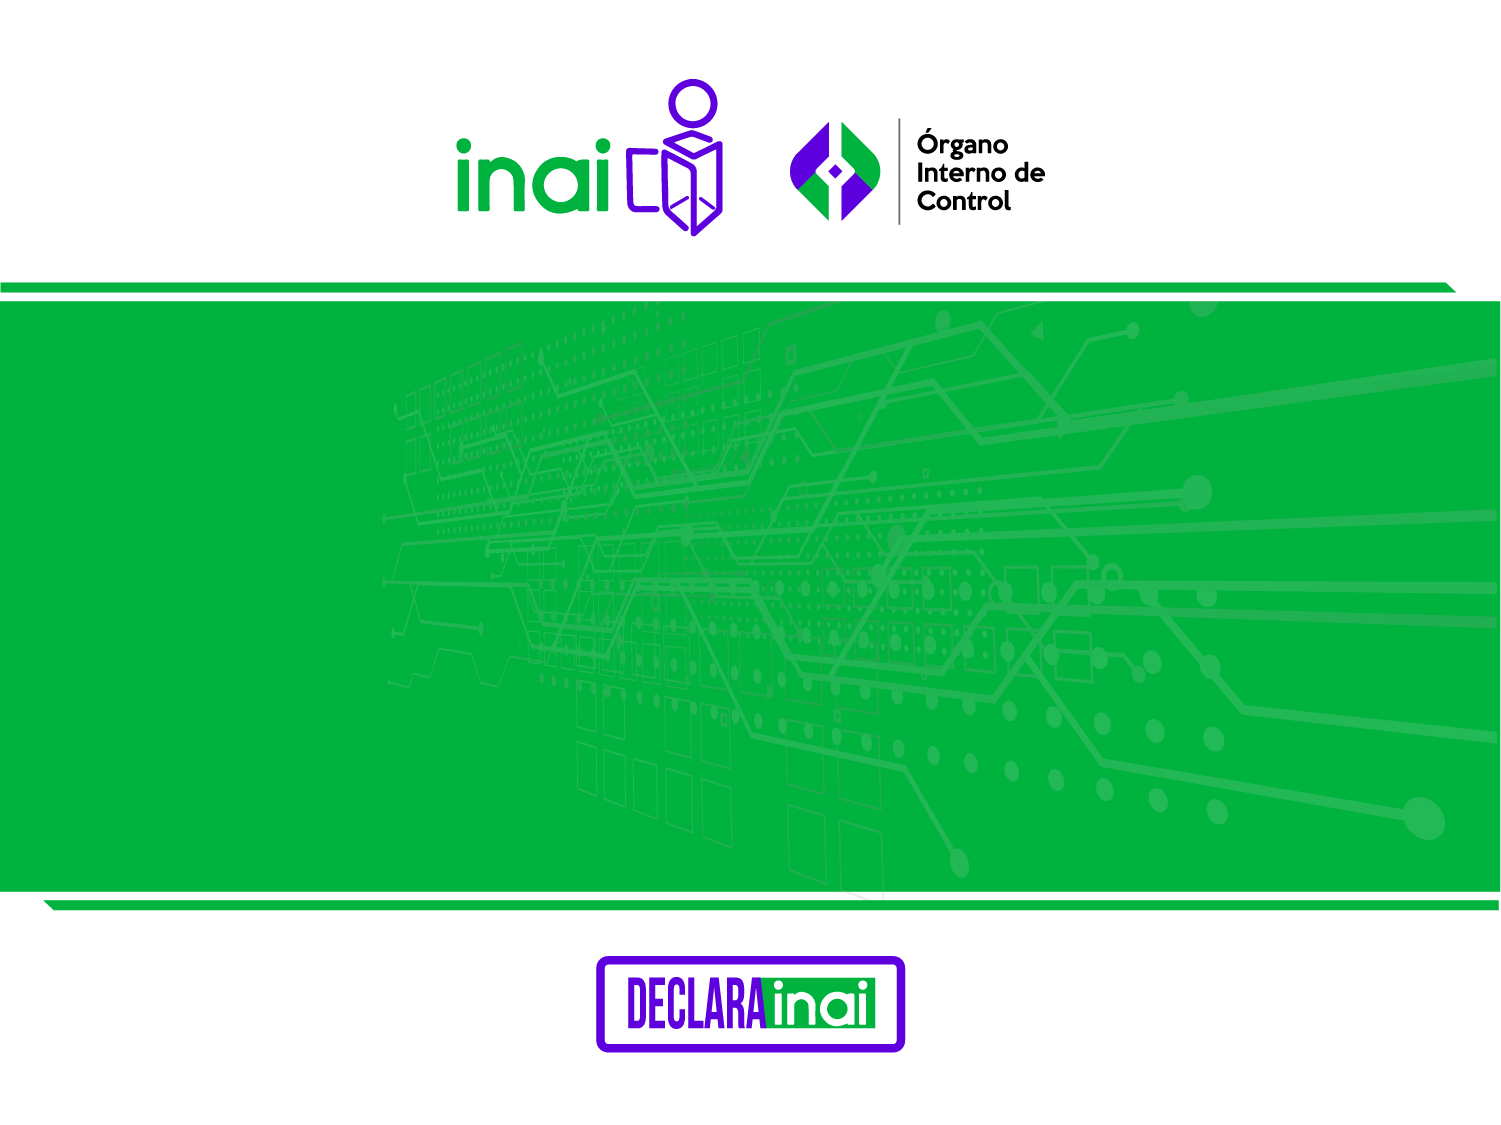 inai
Órgano
Interno de
Control
DECLARAinai